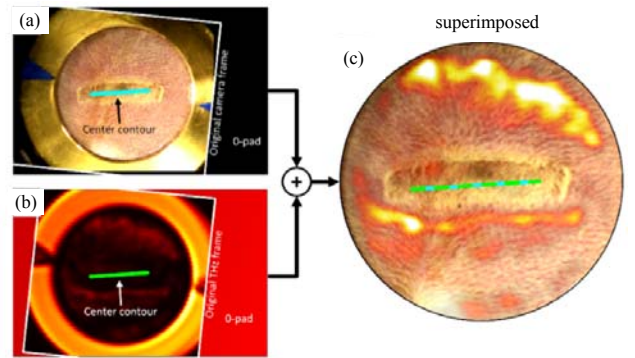 (a)
Center contour
Original camera frame
0-pad
(b)
Center contour
Original THz frame
0-pad
+
superimposed
(c)